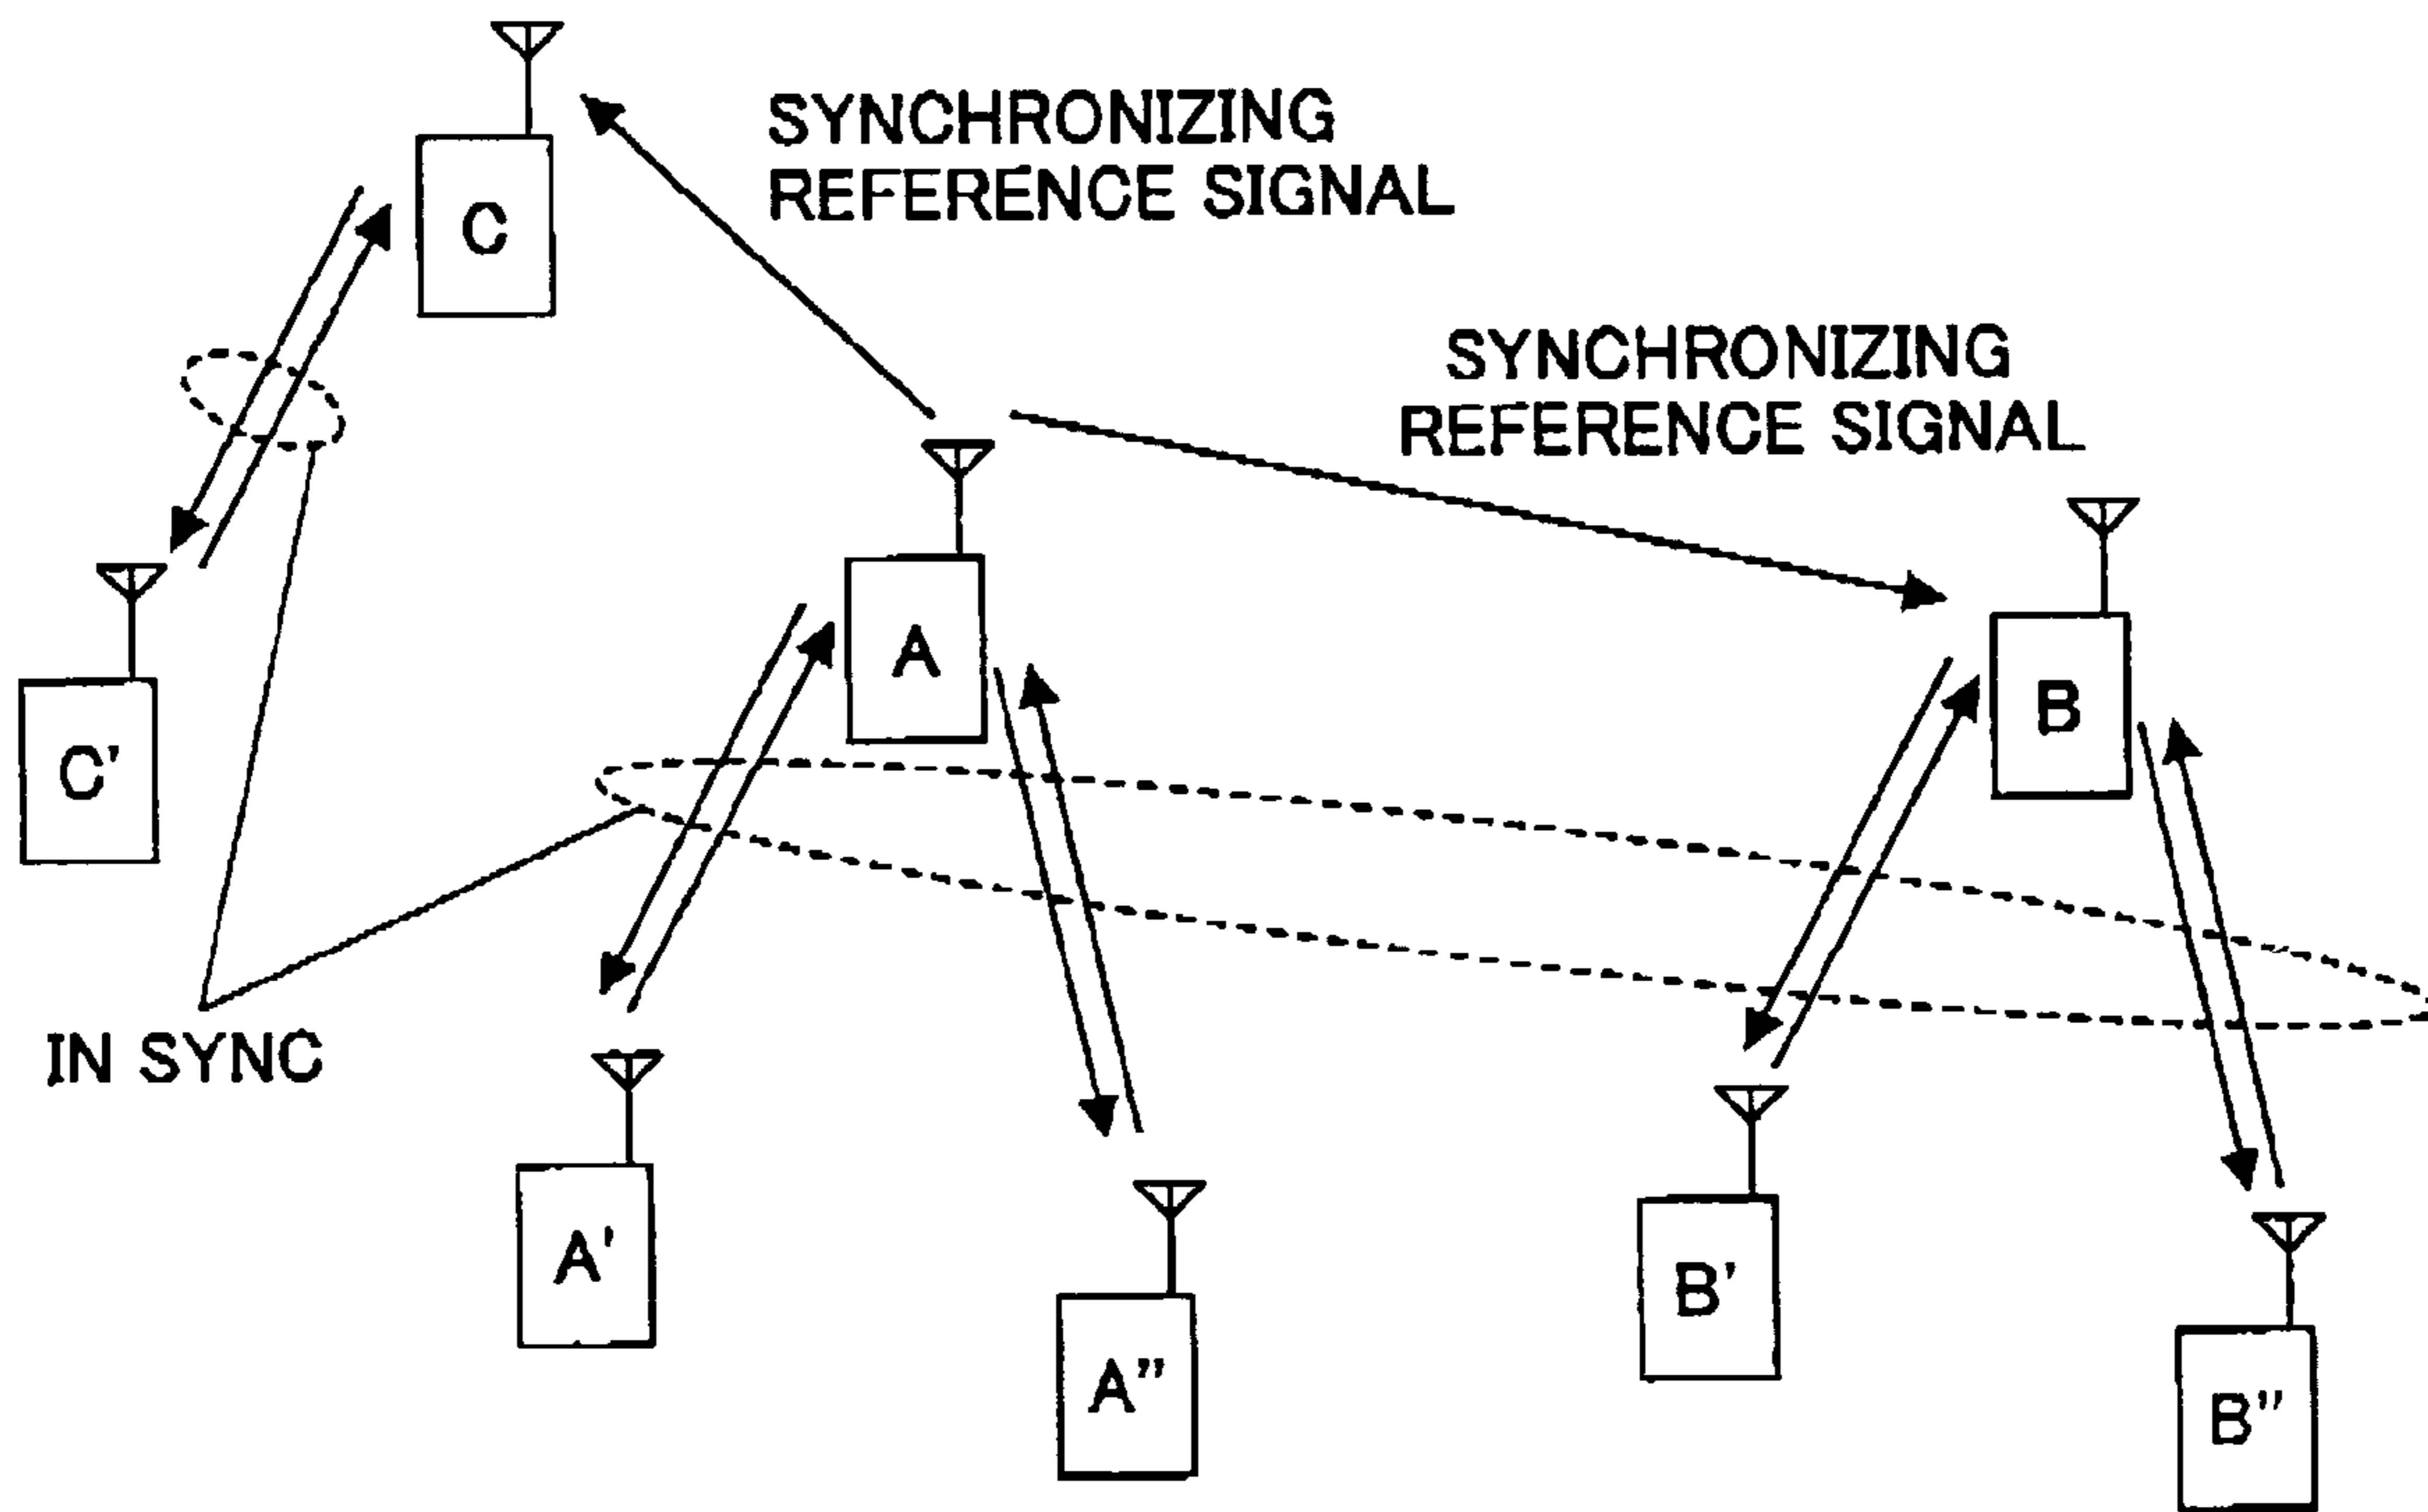 SYNCHRONIZING
REFERENCE SIGNAL
C
SYNCHRONIZING
REFERENCE SIGNAL
A
B
C'
IN SYNC
A'
A"
B'
B"